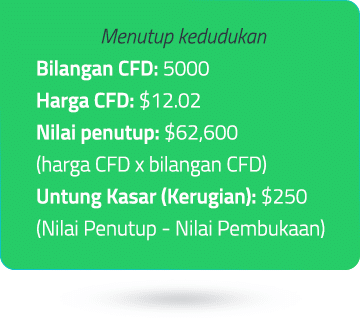 Menutup kedudukan
Bilangan CFD: 5000
Harga CFD: $12.02
Nilai penutup: $62,600
(harga CFD x bilangan CFD)
Untung Kasar (Kerugian): $250
(Nilai Penutup - Nilai Pembukaan)